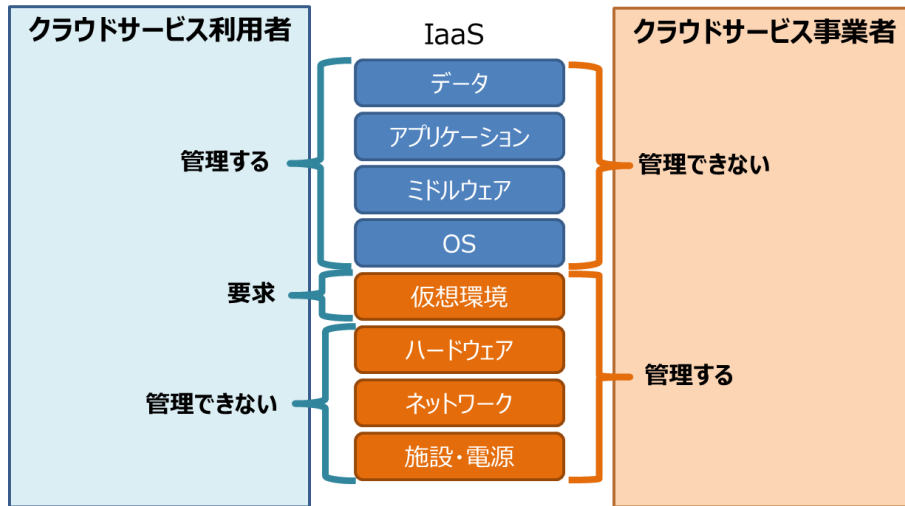 クラウドサービス利用者
IaaS
クラウドサービス事業者
データ
アプリケーション
管理する
管理できない
ミドルウェア
OS
要求
仮想環境
ハードウェア
管理する
管理できない
ネットワーク
施設・電源